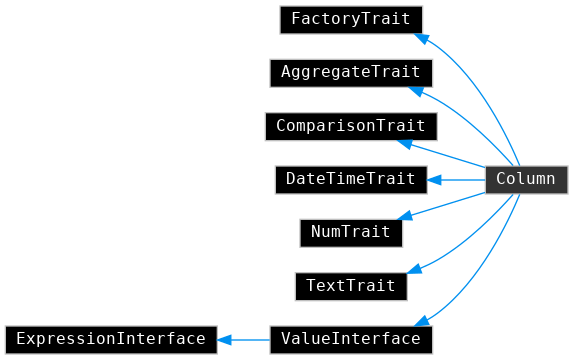 FactoryTrait
AggregateTrait
ComparisonTrait
DateTimeTrait
Column
NumTrait
TextTrait
ExpressionInterface
ValueInterface